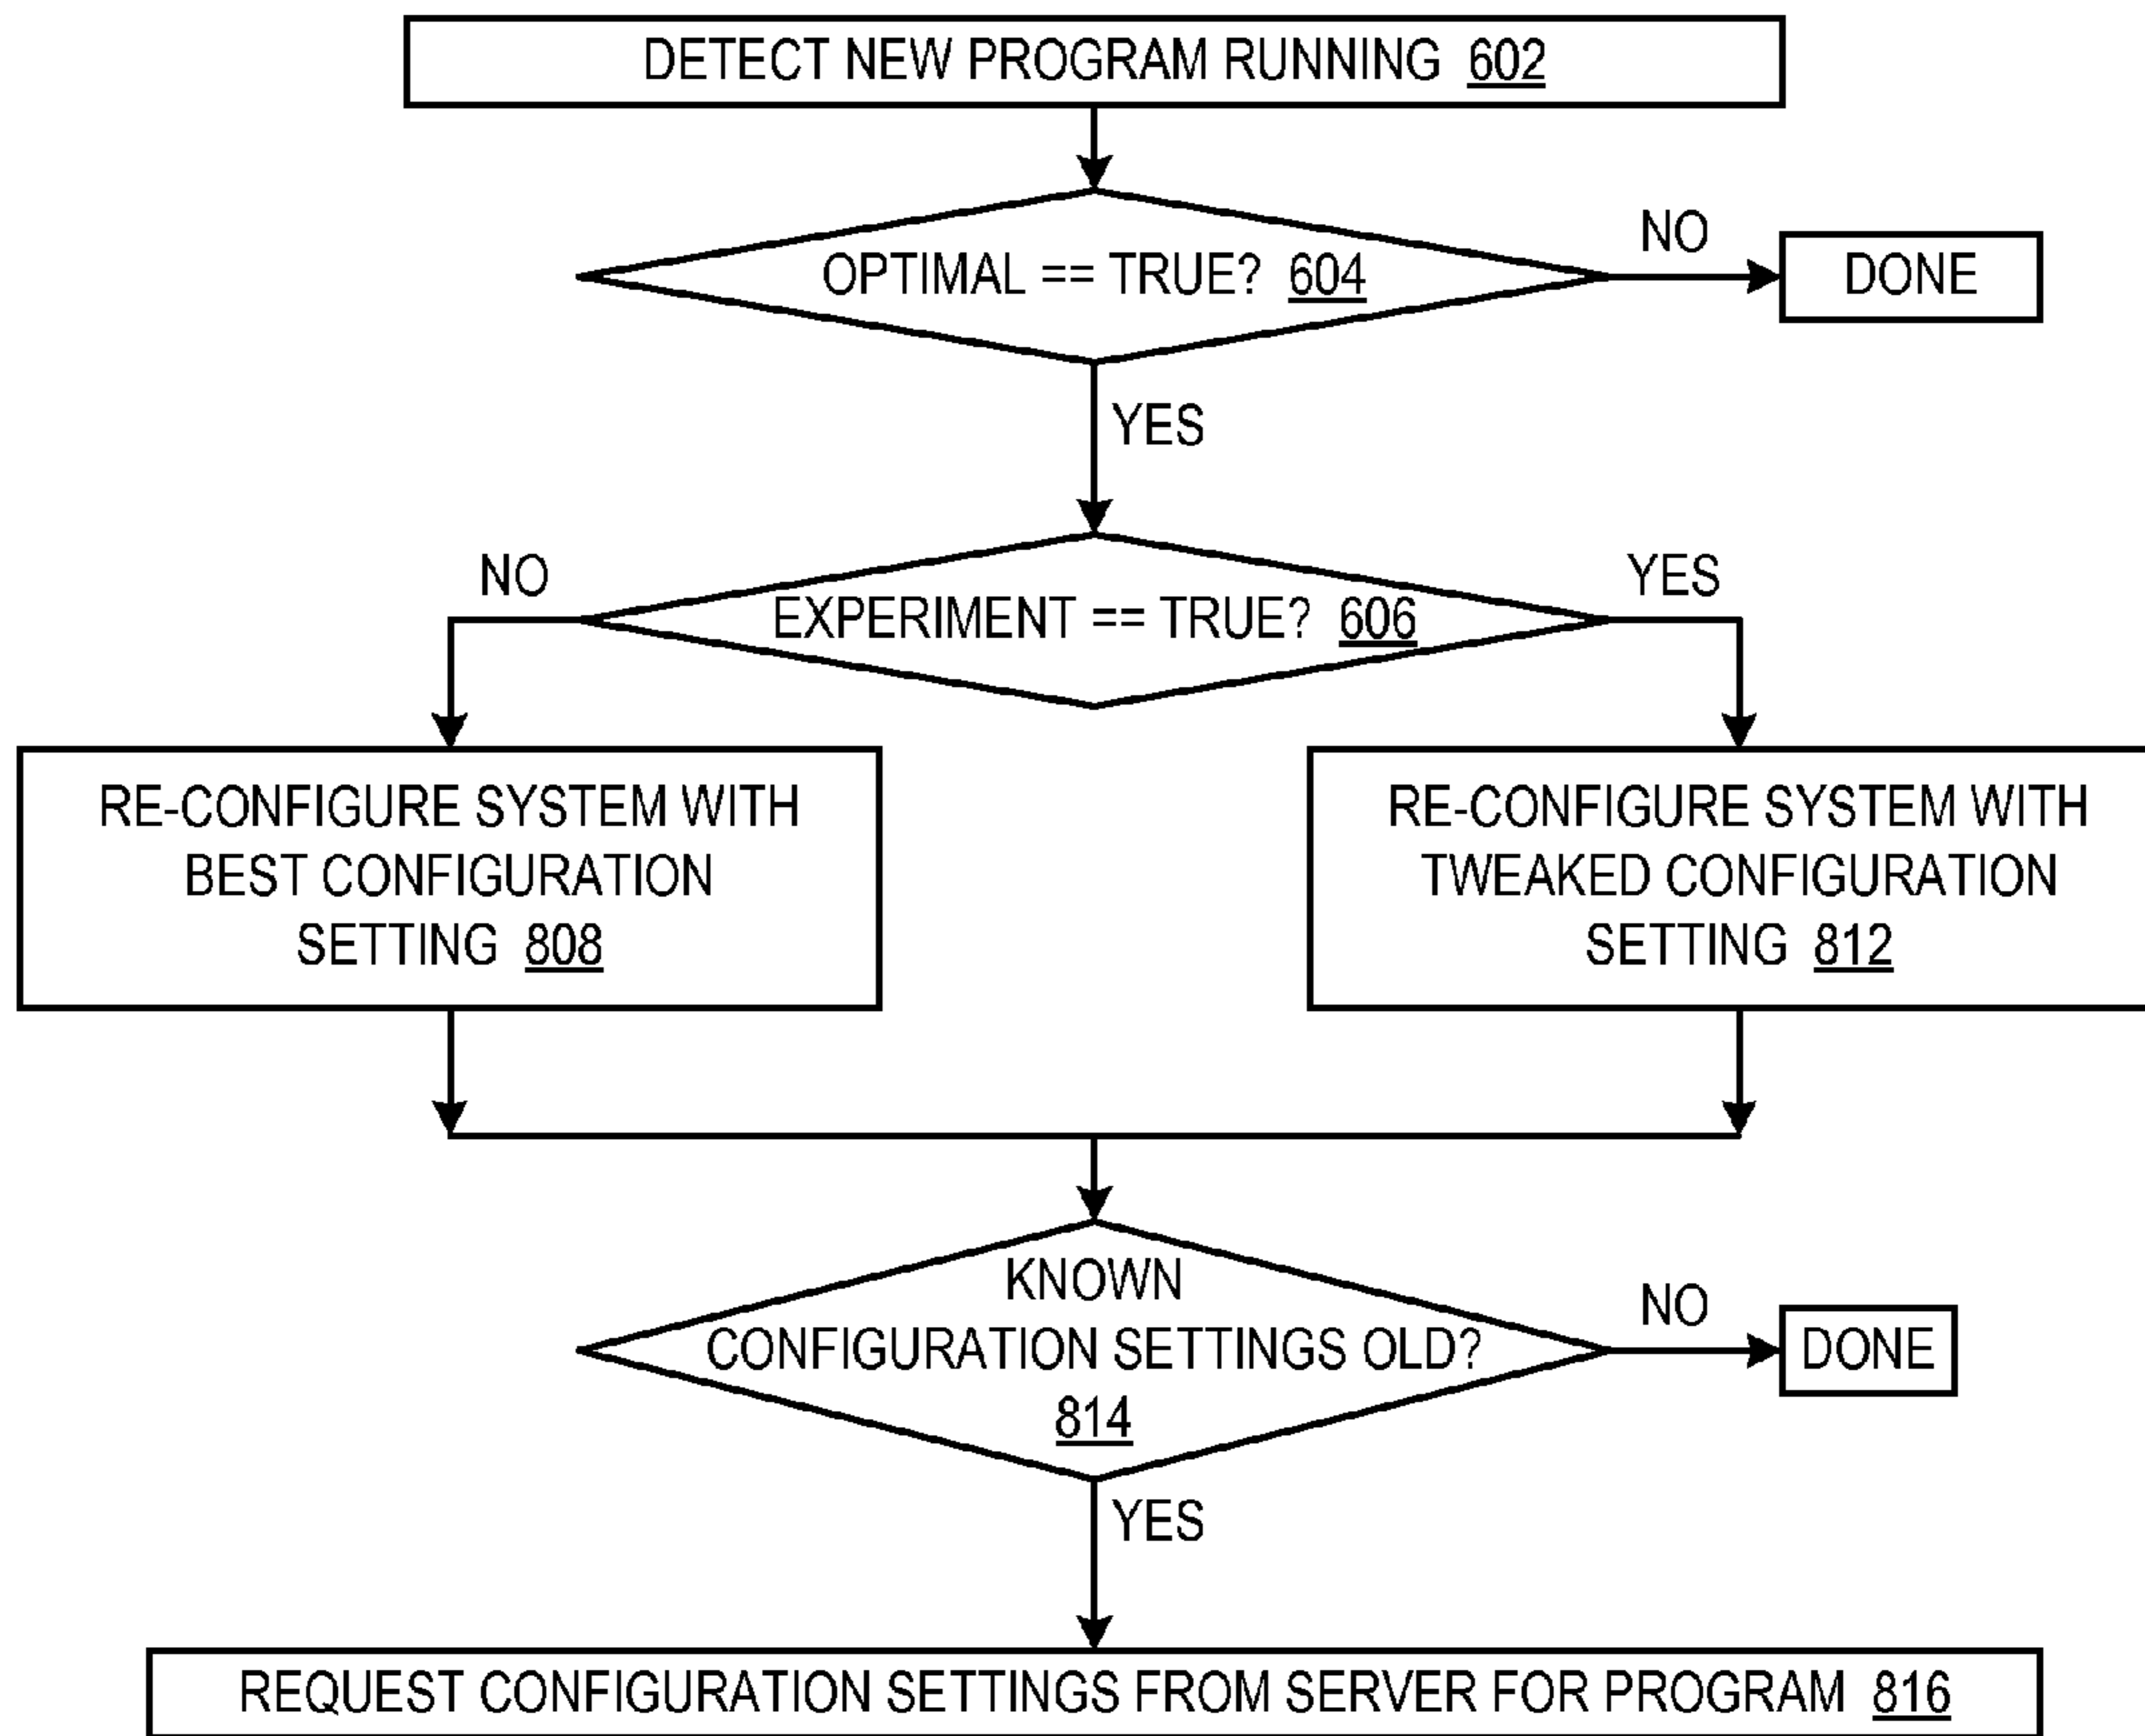 DETECT NEW PROGRAM RUNNING 602
OPTIMAL == TRUE? 604
NO
DONE
YES
EXPERIMENT == TRUE? 606
NO
YES
RE-CONFIGURE SYSTEM WITH
BEST CONFIGURATION
SETTING 808
RE-CONFIGURE SYSTEM WITH
TWEAKED CONFIGURATION
SETTING 812
KNOWN
CONFIGURATION SETTINGS OLD?
814
NO
DONE
YES
REQUEST CONFIGURATION SETTINGS FROM SERVER FOR PROGRAM 816